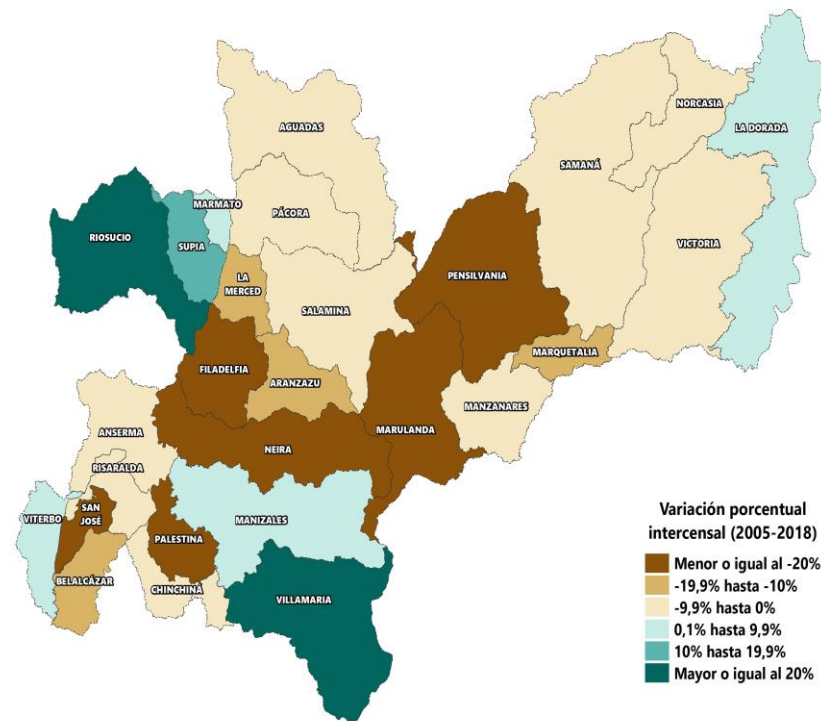 NORCASIA
LA DORADA
AGUADAS
SAMANÁ
MARMATO
PÁCORA
RIOSUCIO
SUPIA
VICTORIA
LA
MERCED
PENSILVANIA
SALAMINA
MARQUETALIA
FILADELFIA
ARANZAZU
MANZANARES
ANSERMA
MARULANDA
NEIRA
RISARALDA
SAN
JOSÉ
VITERBO
MANIZALES
PALESTINA
BELALCÁZAR
CHINCHINÁ
VILLAMARIA
Variación porcentual
intercensal (2005-2018)
Menor o igual al -20%
-19,9% hasta -10%
-9,9% hasta 0%
0,1% hasta 9,9%
10% hasta 19,9%
Mayor o igual al 20%